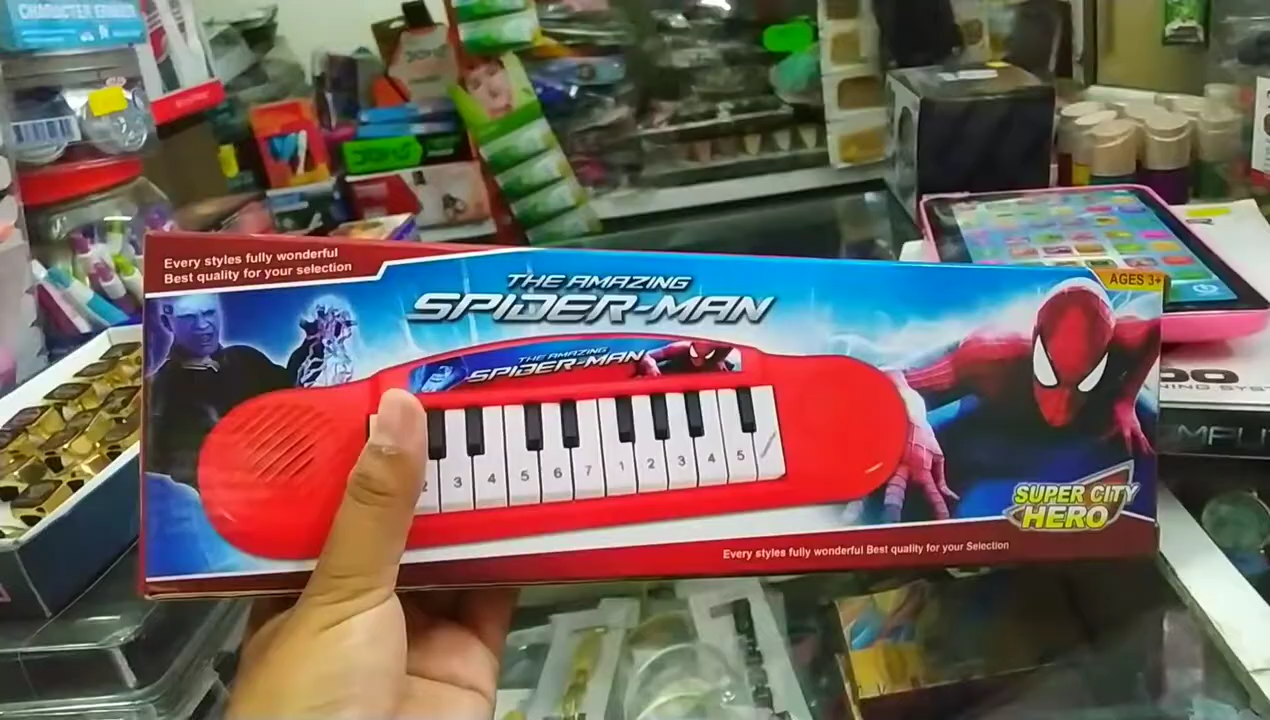 CHARACTER ERASER
Every styles fully wonderful
Best quality for your selection
THE AMAZING
SPIDER-MAN
AGES 3+
THE AMAZING
SPIDER-MAN
2 3 4 5 6 7 1 2 3 4 5
SUPER CITY
HERO
Every styles fully wonderful Best quality for your Selection